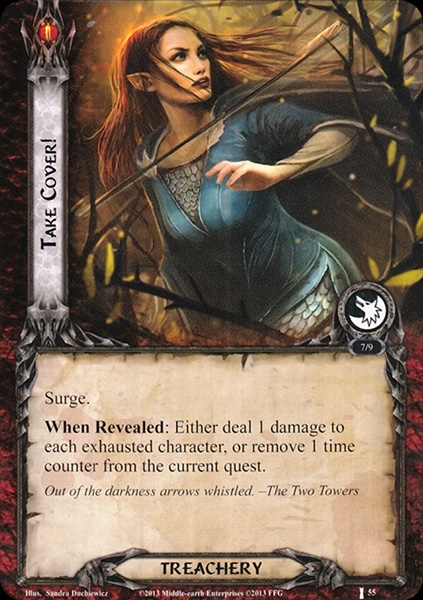 TAKE COVER!
7/9
Surge.
When Revealed: Either deal 1 damage to
each exhausted character, or remove 1 time
counter from the current quest.
Out of the darkness arrows whistled. –The Two Towers
TREACHERY
Illus. Sandra Duchiewicz ©2013 Middle-earth Enterprises ©2013 FFG 55